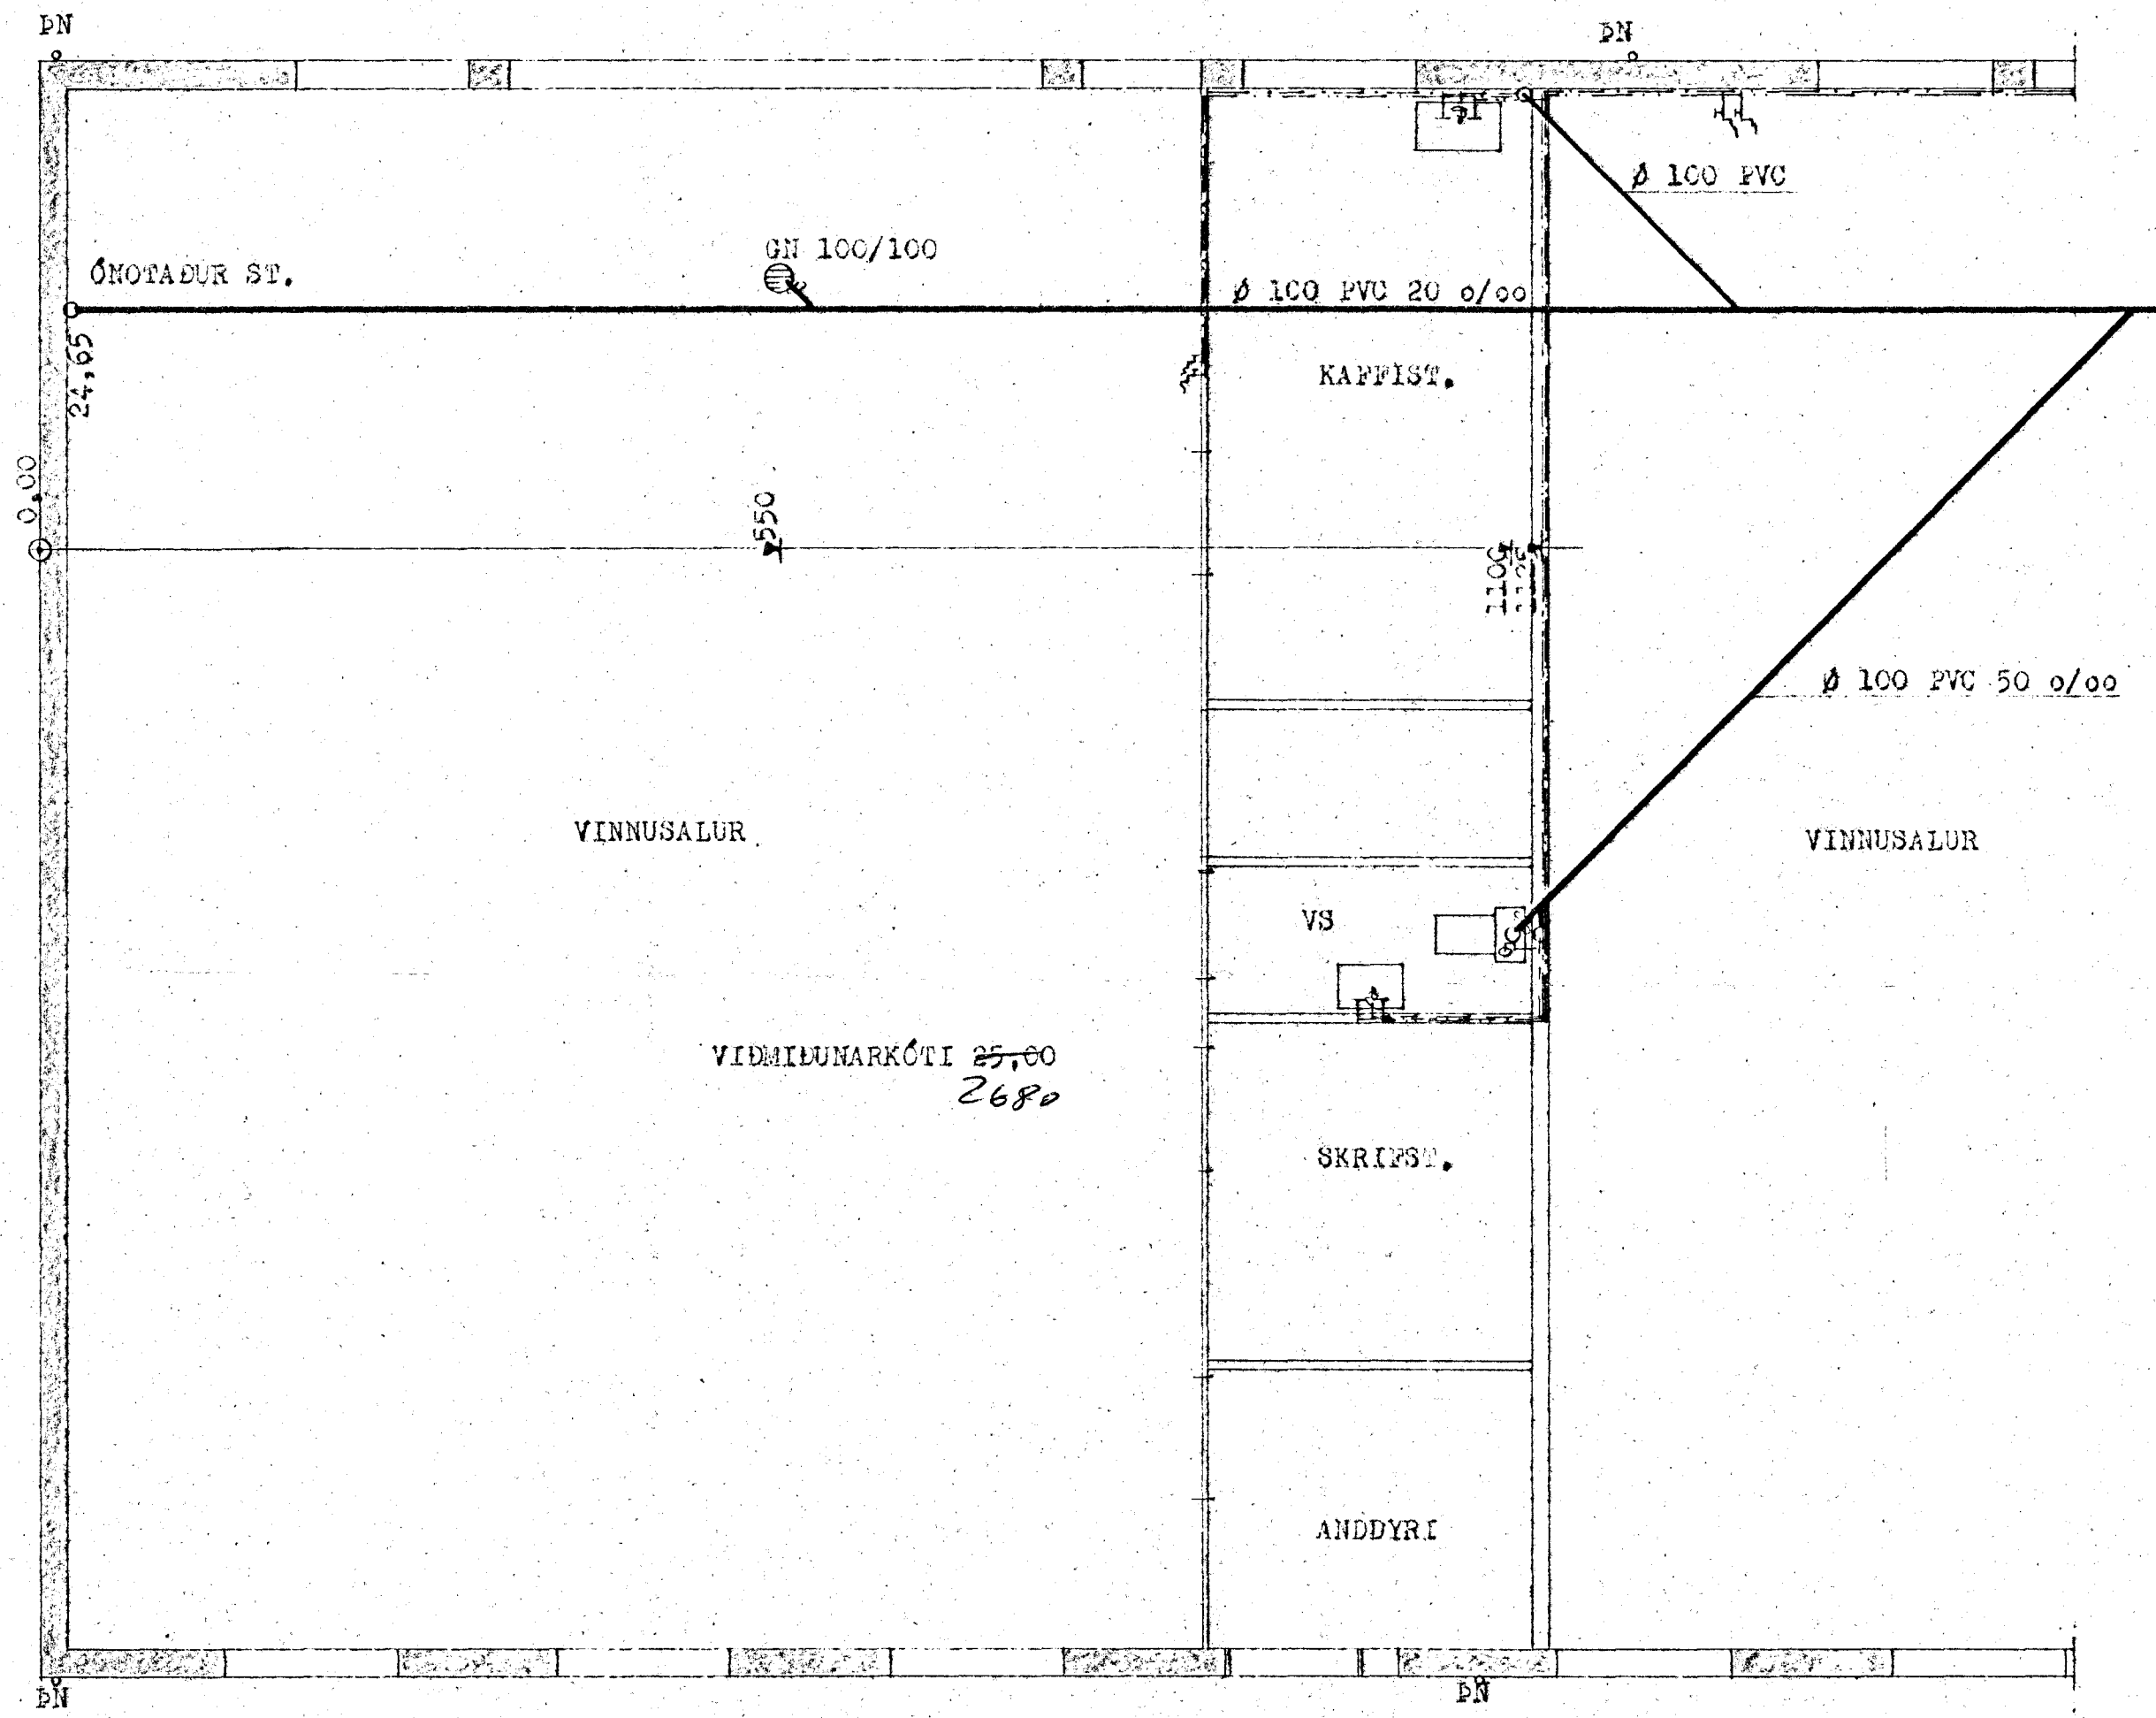 ÞN
ÞN
Ø 100 PVC
GN 100/100
ÓNOTAÐUR ST.
Ø 100 PVC 20 o/oo
24,65
KAFFIST.
0,00
550
Ø 100 PVC 50 o/oo
VINNUSALUR
VINNUSALUR
VS
VIÐMIÐUNARKÓTI 25,00
2680
SKRIFST.
ANDDYRI
ÞN
ÞN